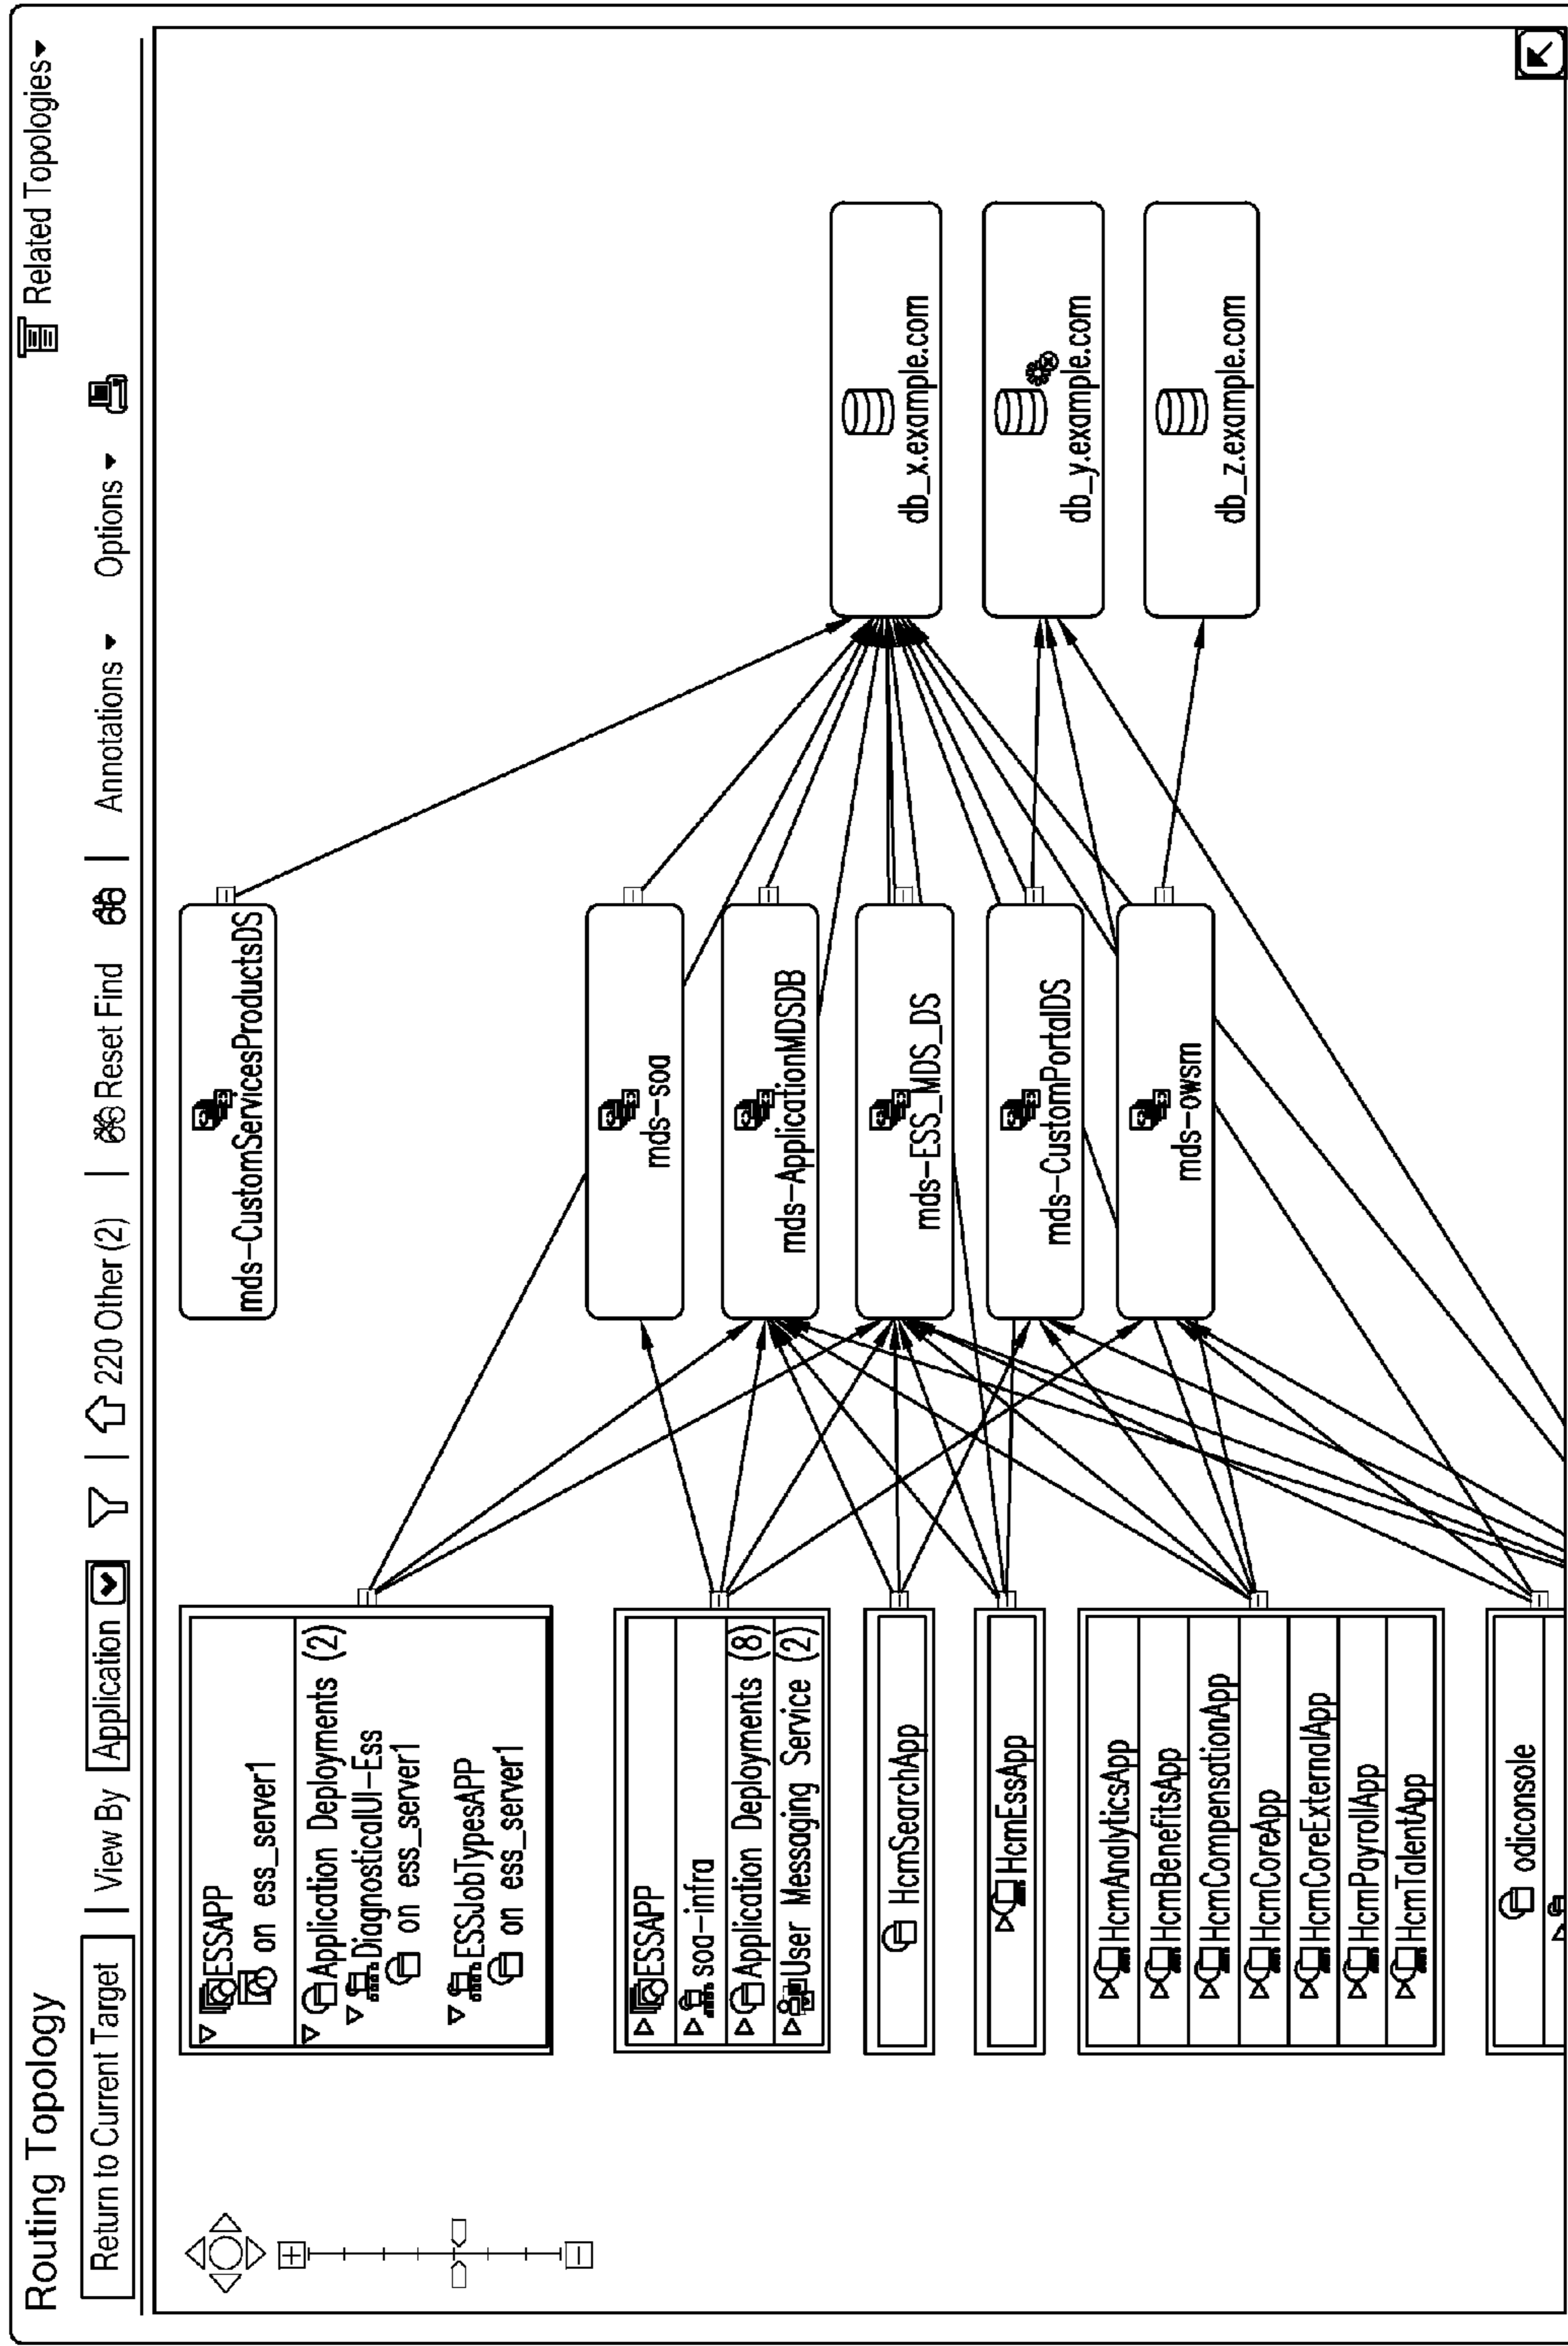 Routing Topology
Related Topologies
Return to Current Target | View By Application | 220 Other (2) | Reset Find | Annotations Options
ESSAPP
on ess_server1
Application Deployments (2)
DiagnosticalUI-Ess
on ess_server1
ESSJobTypesAPP
on ess_server1
ESSAPP
soa-infra
Application Deployments (8)
User Messaging Service (2)
HcmSearchApp
HcmEssApp
HcmAnalyticsApp
HcmBenefitsApp
HcmCompensationApp
HcmCoreApp
HcmCoreExternalApp
HcmPayrollApp
HcmTalentApp
odiconsole
mds-CustomServicesProductsDS
mds-soa
mds-ApplicationMDSDB
mds-ESS_MDS_DS
mds-CustomPortalDS
mds-owsm
db_x.example.com
db_y.example.com
db_z.example.com